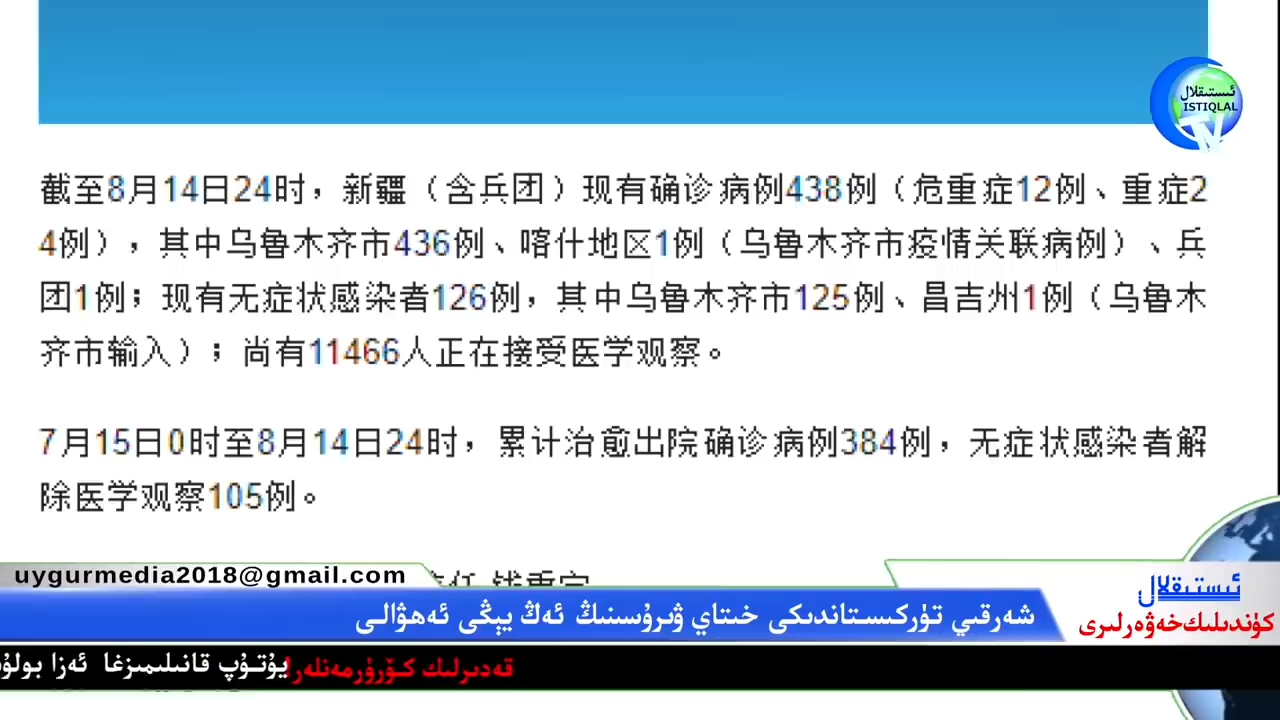 ئىستىقلال
ISTIQLAL
TV
截至8月14日24时，新疆（含兵团）现有确诊病例438例（危重症12例、重症2
4例），其中乌鲁木齐市436例、喀什地区1例（乌鲁木齐市疫情关联病例）、兵
团1例；现有无症状感染者126例，其中乌鲁木齐市125例、昌吉州1例（乌鲁木
齐市输入）；尚有11466人正在接受医学观察。
7月15日0时至8月14日24时，累计治愈出院确诊病例384例，无症状感染者解
除医学观察105例。
uygurmedia2018@gmail.com
ئىستىقلال
كۈندىلىك خەۋەرلىرى
شەرقىي تۈركىستاندىكى خىتاي ۋىرۇسىنىڭ ئەڭ يېڭى ئەھۋالى
قەدىرلىك كۆرۈرمەنلەر! يۇتۇپ قانىلىمىزغا ئەزا بولۇ